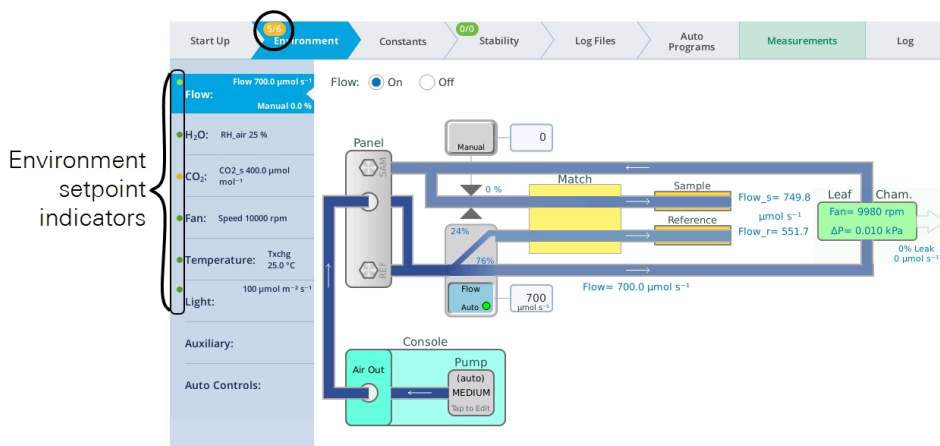 5/6
0/0
Start Up
Environment
Constants
Stability
Log Files
Auto
Programs
Measurements
Log
Environment
setpoint
indicators
Flow 700.0 µmol s⁻¹
Flow:
Manual 0.0 %
H₂O: RH_air 25 %
CO₂: CO2_s 400.0 µmol
mol⁻¹
Fan: Speed 10000 rpm
Temperature: Txchg
25.0 °C
100 µmol m⁻² s⁻¹
Light:
Auxiliary:
Auto Controls:
Flow: On Off
Panel
SAM
REF
Manual
0
0 %
Match
Sample
Reference
Flow_s= 749.8
µmol s⁻¹
Flow_r= 551.7
Leaf Cham.
Fan= 9980 rpm
ΔP= 0.010 kPa
0% Leak
0 µmol s⁻¹
24%
76%
Flow
Auto
700
µmol s⁻¹
Flow= 700.0 µmol s⁻¹
Console
Air Out
Pump
(auto)
MEDIUM
Tap to Edit